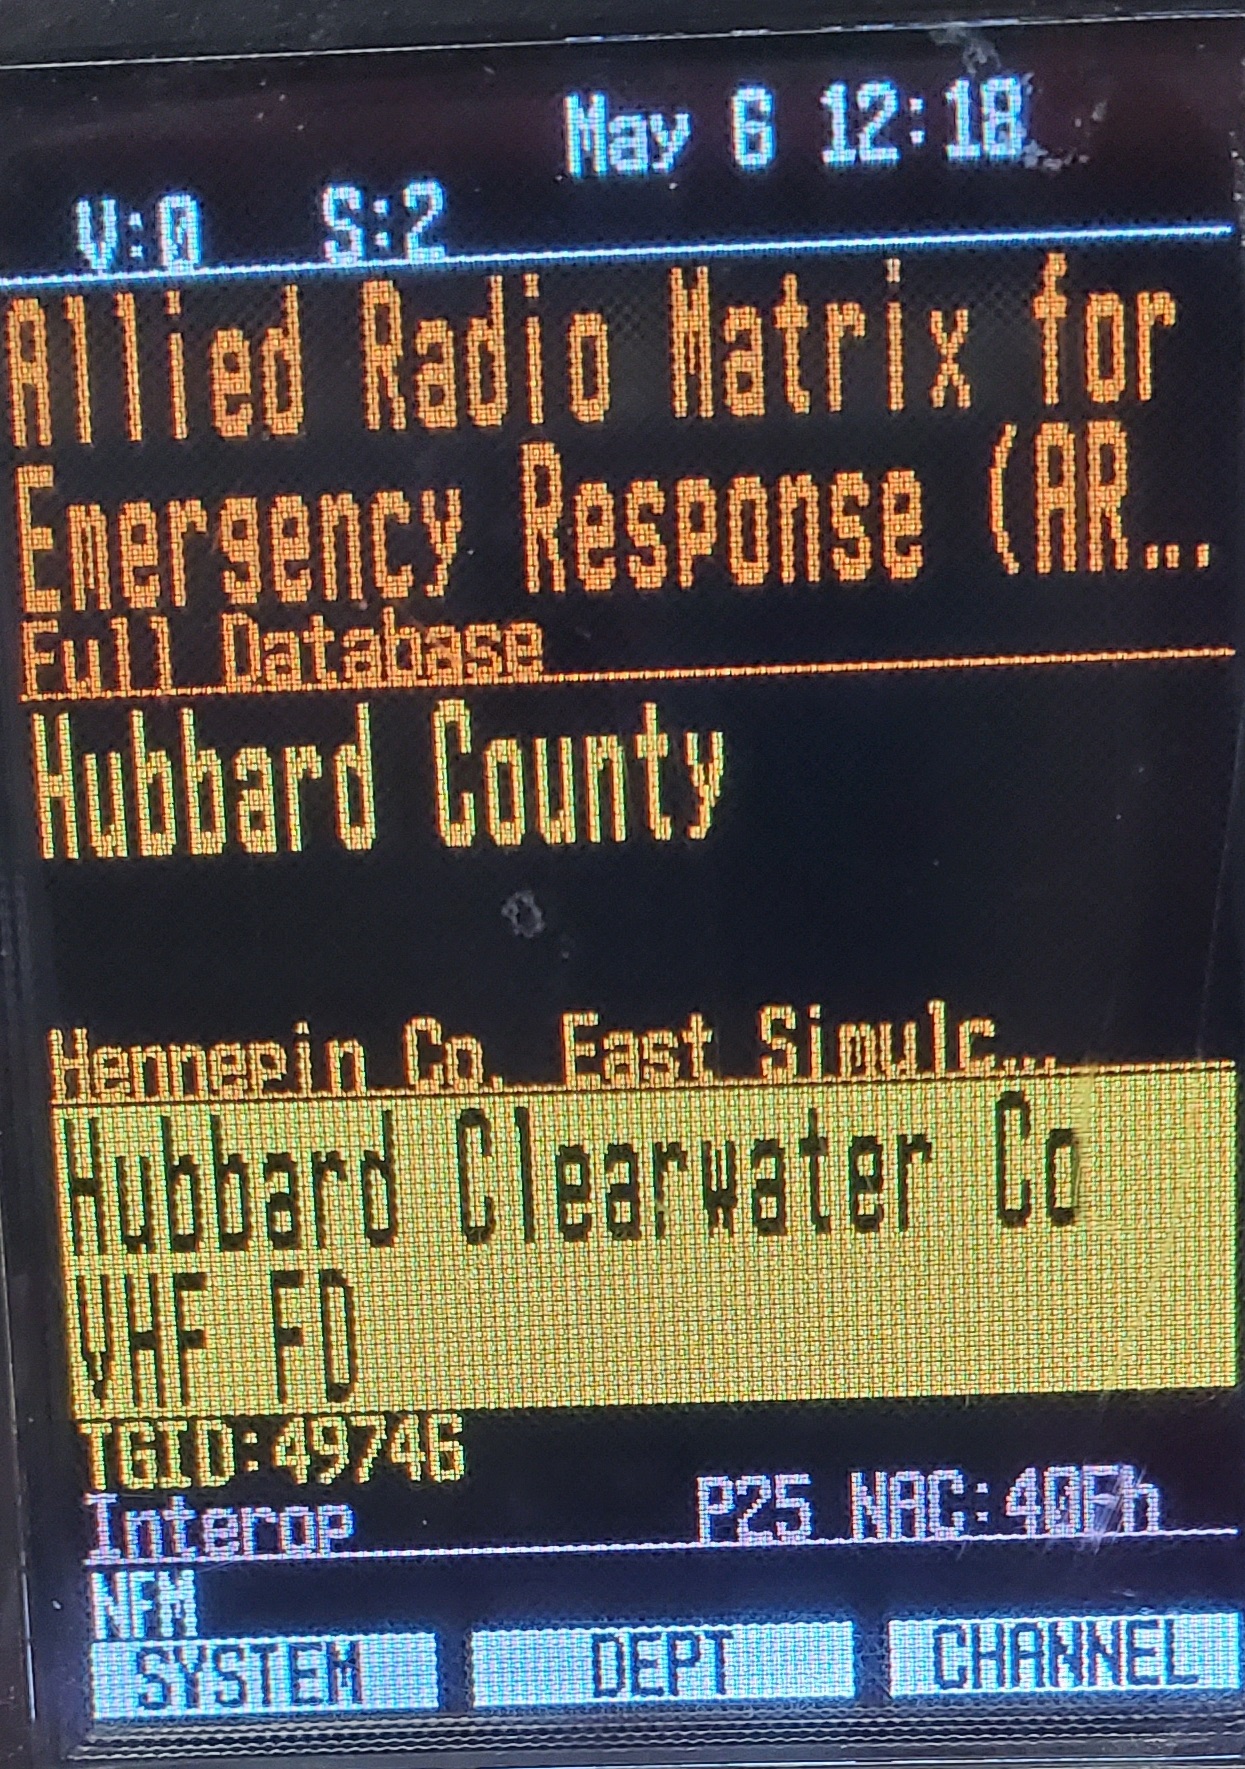 May 6 12:18
V:0 S:2
Allied Radio Matrix for
Emergency Response (AR...
Full Database
Hubbard County
Hennepin Co. East Simulc...
Hubbard Clearwater Co
VHF FD
TGID:49746
Interop P25 NAC:40Fh
NFM
SYSTEM DEPT CHANNEL